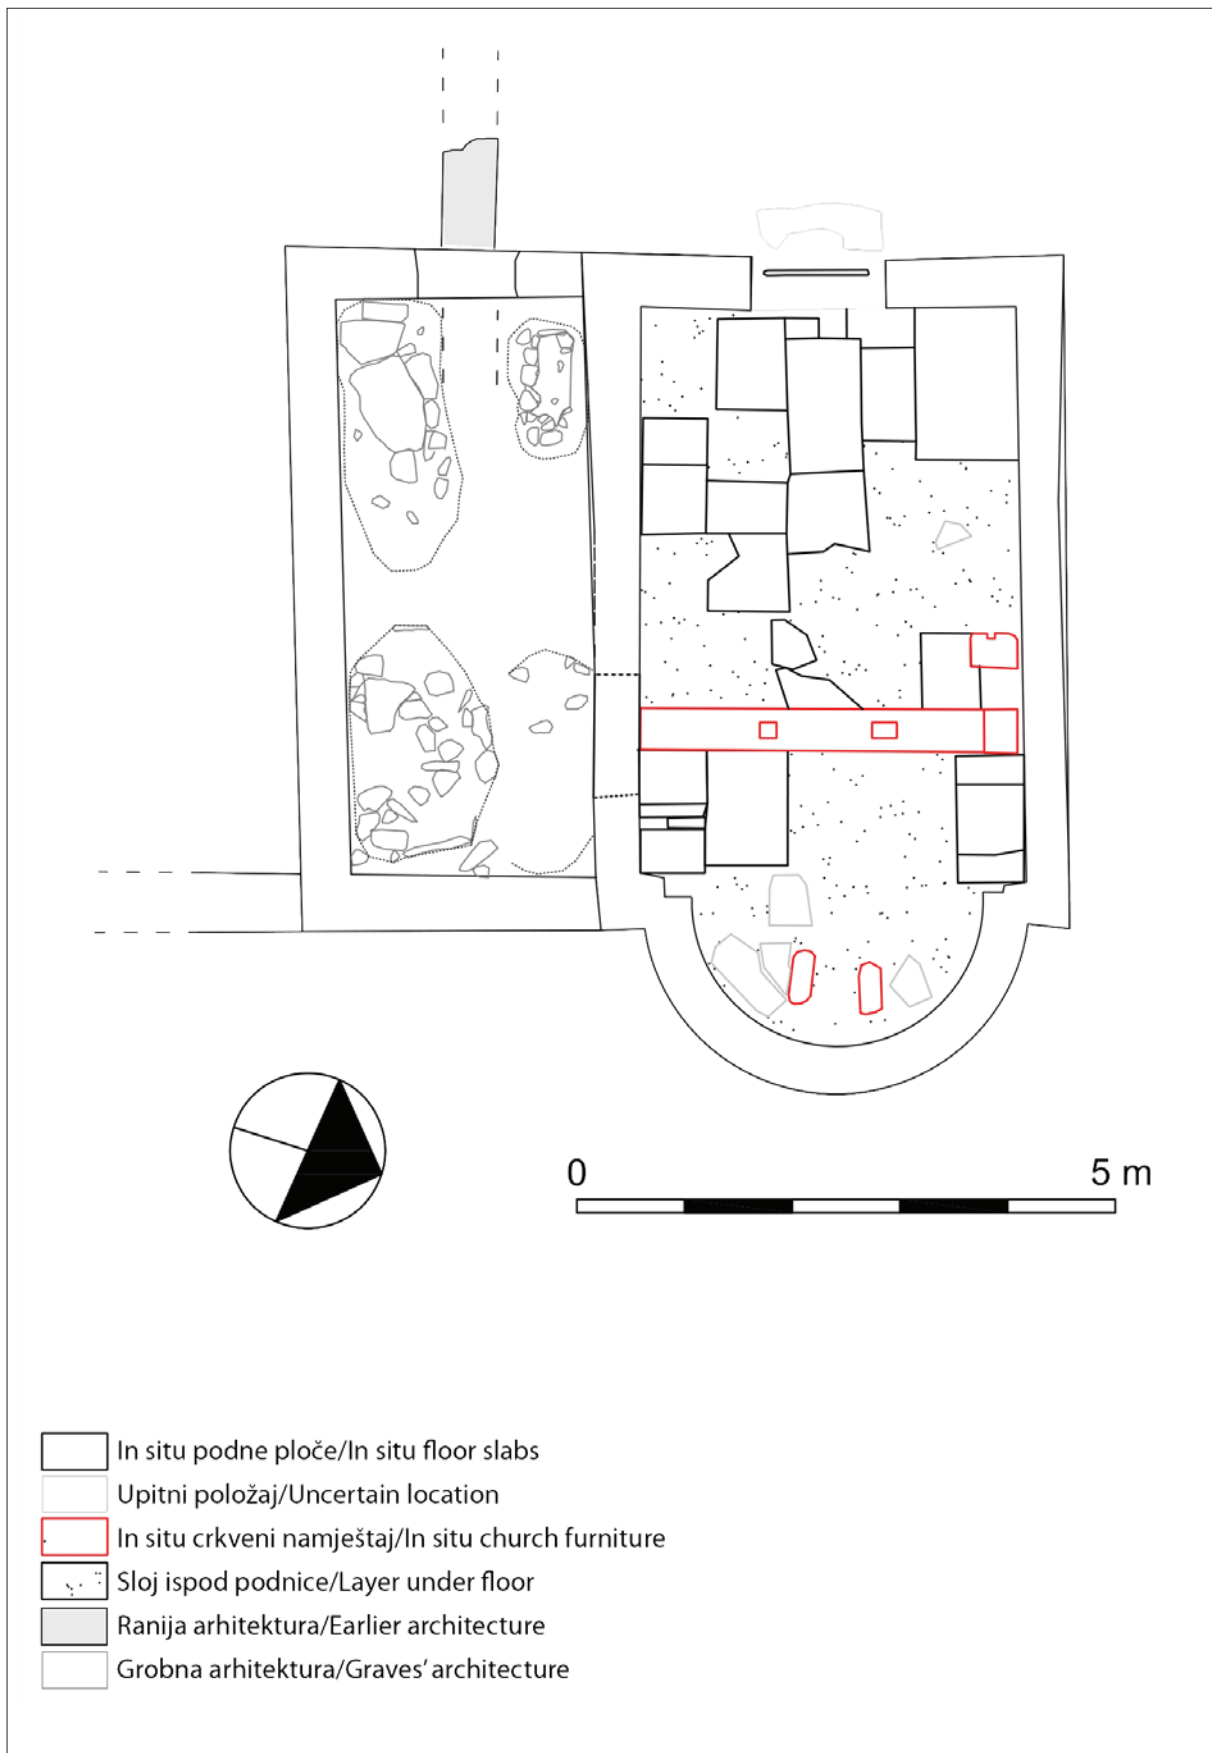 0 5 m
In situ podne ploče/In situ floor slabs
Upitni položaj/Uncertain location
In situ crkveni namještaj/In situ church furniture
Sloj ispod podnice/Layer under floor
Ranija arhitektura/Earlier architecture
Grobna arhitektura/Graves' architecture